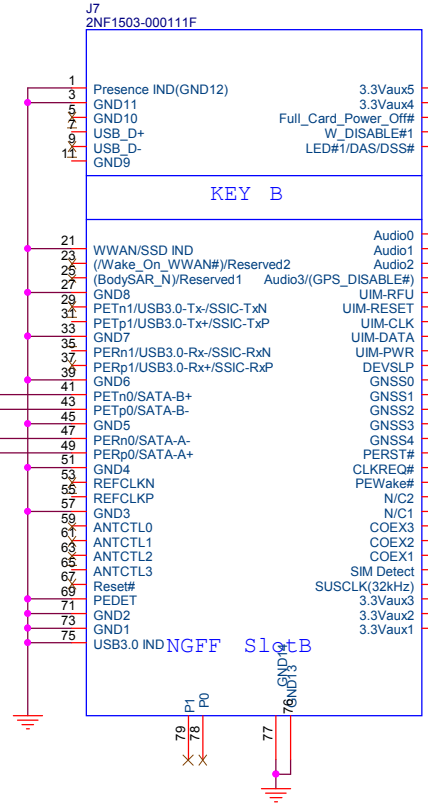 J7
2NF1503-000111F
1 Presence IND(GND12) 3.3Vaux5
3 GND11 3.3Vaux4
5 GND10 Full_Card_Power_Off#
7 USB_D+ W_DISABLE#1
9 USB_D- LED#1/DAS/DSS#
11 GND9
KEY B
Audio0
21 WWAN/SSD IND Audio1
23 (/Wake_On_WWAN#)/Reserved2 Audio2
25 (BodySAR_N)/Reserved1 Audio3/(GPS_DISABLE#)
27 GND8 UIM-RFU
29 PETn1/USB3.0-Tx-/SSIC-TxN UIM-RESET
31 PETp1/USB3.0-Tx+/SSIC-TxP UIM-CLK
33 GND7 UIM-DATA
35 PERn1/USB3.0-Rx-/SSIC-RxN UIM-PWR
37 PERp1/USB3.0-Rx+/SSIC-RxP DEVSLP
39 GND6 GNSS0
41 PETn0/SATA-B+ GNSS1
43 PETp0/SATA-B- GNSS2
45 GND5 GNSS3
47 PERn0/SATA-A- GNSS4
49 PERp0/SATA-A+ PERST#
51 GND4 CLKREQ#
53 REFCLKN PEWake#
55 REFCLKP N/C2
57 GND3 N/C1
59 ANTCTL0 COEX3
61 ANTCTL1 COEX2
63 ANTCTL2 COEX1
65 ANTCTL3 SIM Detect
67 Reset# SUSCLK(32kHz)
69 PEDET 3.3Vaux3
71 GND2 3.3Vaux2
73 GND1 3.3Vaux1
75 USB3.0 IND
NGFF SlotB
P1
P0
GND14
GND13
79
78
77
76